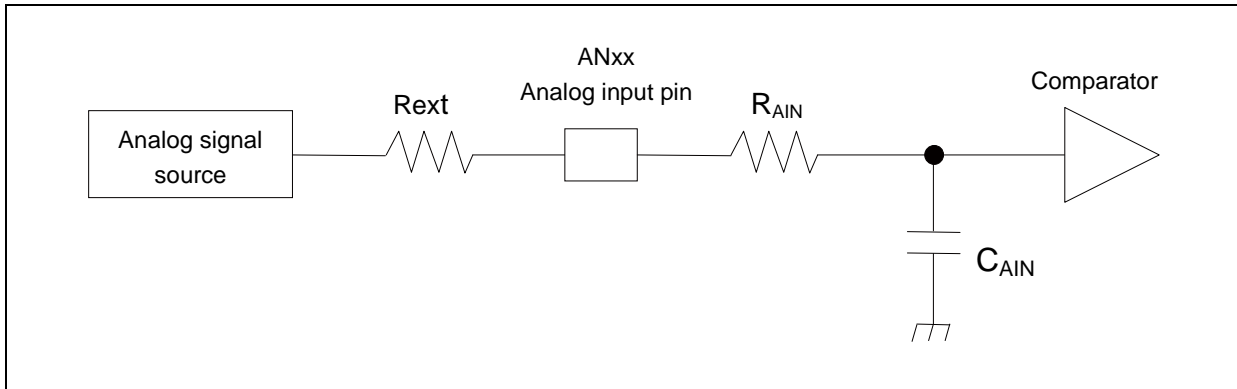 ANxx
Analog input pin
Comparator
Rext
RAIN
Analog signal
source
CAIN